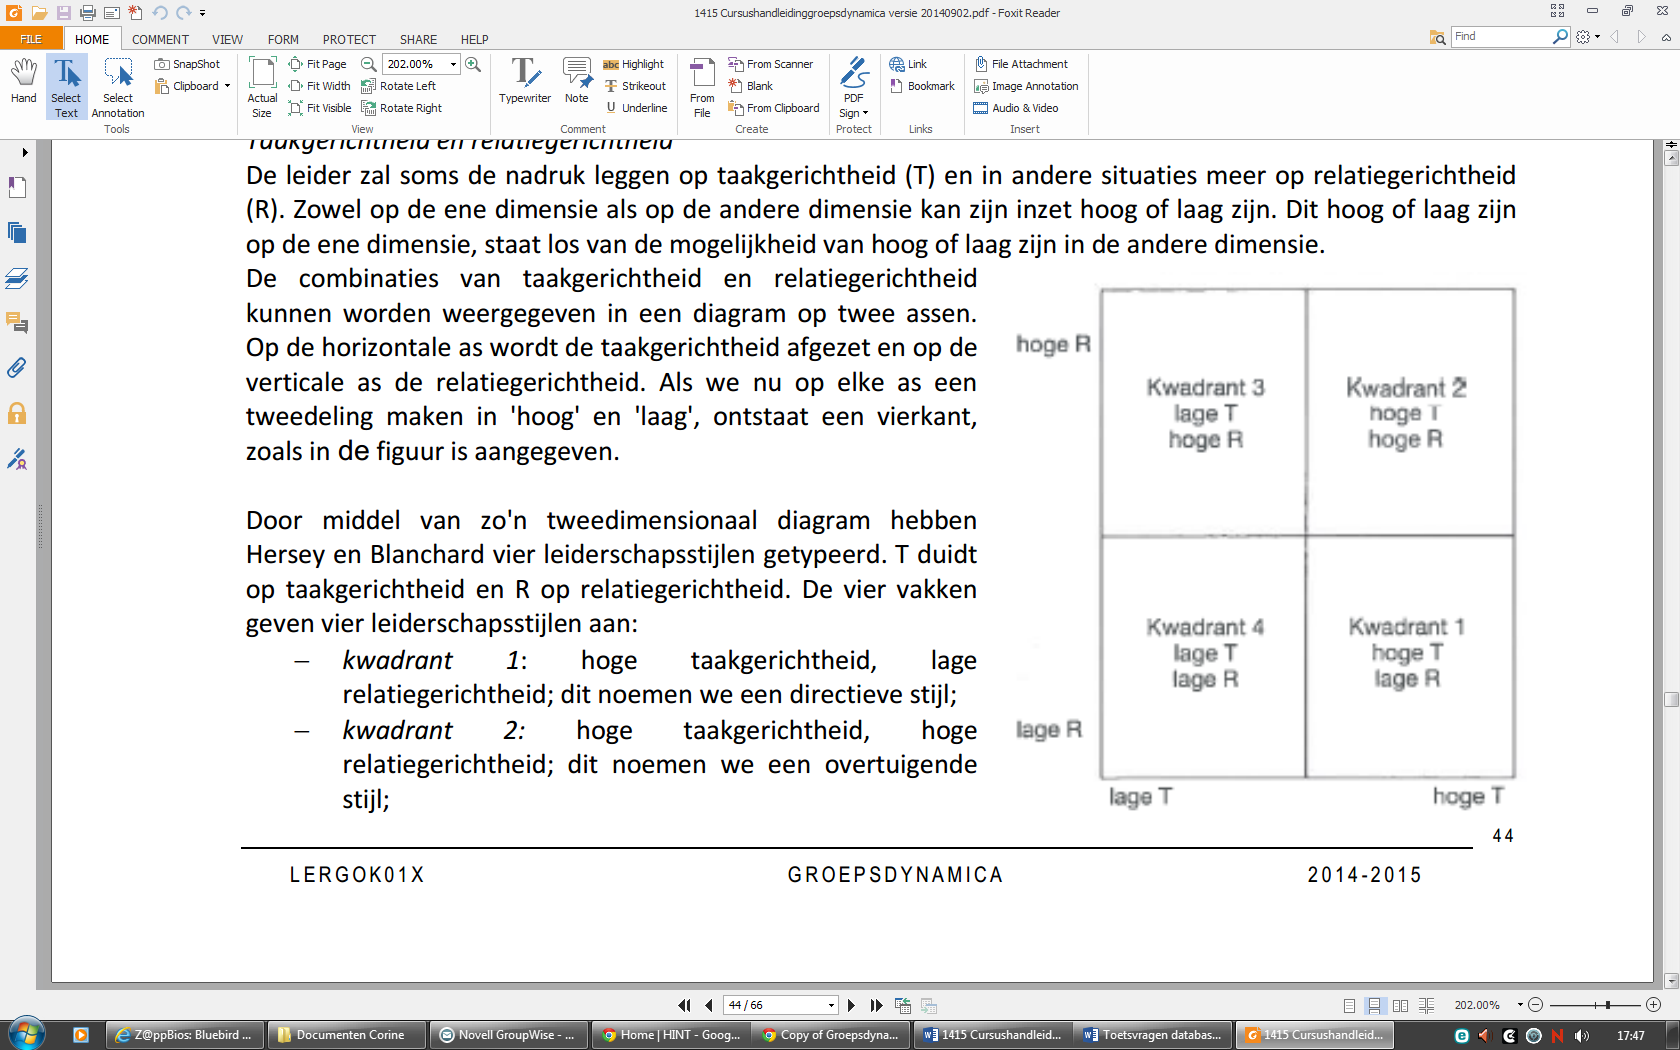 1415 Cursushandleidinggroepsdynamica versie 20140902.pdf - Foxit Reader
FILE HOME COMMENT VIEW FORM PROTECT SHARE HELP
Find
Hand
Select Text
Select Annotation
SnapShot
Clipboard
Tools
Actual Size
Fit Page
Fit Width
Fit Visible
202.00%
Rotate Left
Rotate Right
View
Typewriter
Note
Highlight
Strikeout
Underline
Comment
From File
From Scanner
Blank
From Clipboard
Create
PDF Sign
Protect
Link
Bookmark
Links
File Attachment
Image Annotation
Audio & Video
Insert
Taakgerichtheid en relatiegerichtheid
De leider zal soms de nadruk leggen op taakgerichtheid (T) en in andere situaties meer op relatiegerichtheid
(R). Zowel op de ene dimensie als op de andere dimensie kan zijn inzet hoog of laag zijn. Dit hoog of laag zijn
op de ene dimensie, staat los van de mogelijkheid van hoog of laag zijn in de andere dimensie.
De combinaties van taakgerichtheid en relatiegerichtheid
kunnen worden weergegeven in een diagram op twee assen.
Op de horizontale as wordt de taakgerichtheid afgezet en op de
verticale as de relatiegerichtheid. Als we nu op elke as een
tweedeling maken in 'hoog' en 'laag', ontstaat een vierkant,
zoals in de figuur is aangegeven.
Door middel van zo'n tweedimensionaal diagram hebben
Hersey en Blanchard vier leiderschapsstijlen getypeerd. T duidt
op taakgerichtheid en R op relatiegerichtheid. De vier vakken
geven vier leiderschapsstijlen aan:
– kwadrant 1: hoge taakgerichtheid, lage
relatiegerichtheid; dit noemen we een directieve stijl;
– kwadrant 2: hoge taakgerichtheid, hoge
relatiegerichtheid; dit noemen we een overtuigende
stijl;
hoge R
Kwadrant 3
lage T
hoge R
Kwadrant 2
hoge T
hoge R
Kwadrant 4
lage T
lage R
Kwadrant 1
hoge T
lage R
lage R
lage T
hoge T
44
LERGOK01X GROEPSDYNAMICA 2014-2015
44 / 66
202.00%
Z@ppBios: Bluebird ...
Documenten Corine
Novell GroupWise - ...
Home | HINT - Goog...
Copy of Groepsdyna...
1415 Cursushandleid...
Toetsvragen databas...
1415 Cursushandleid...
17:47